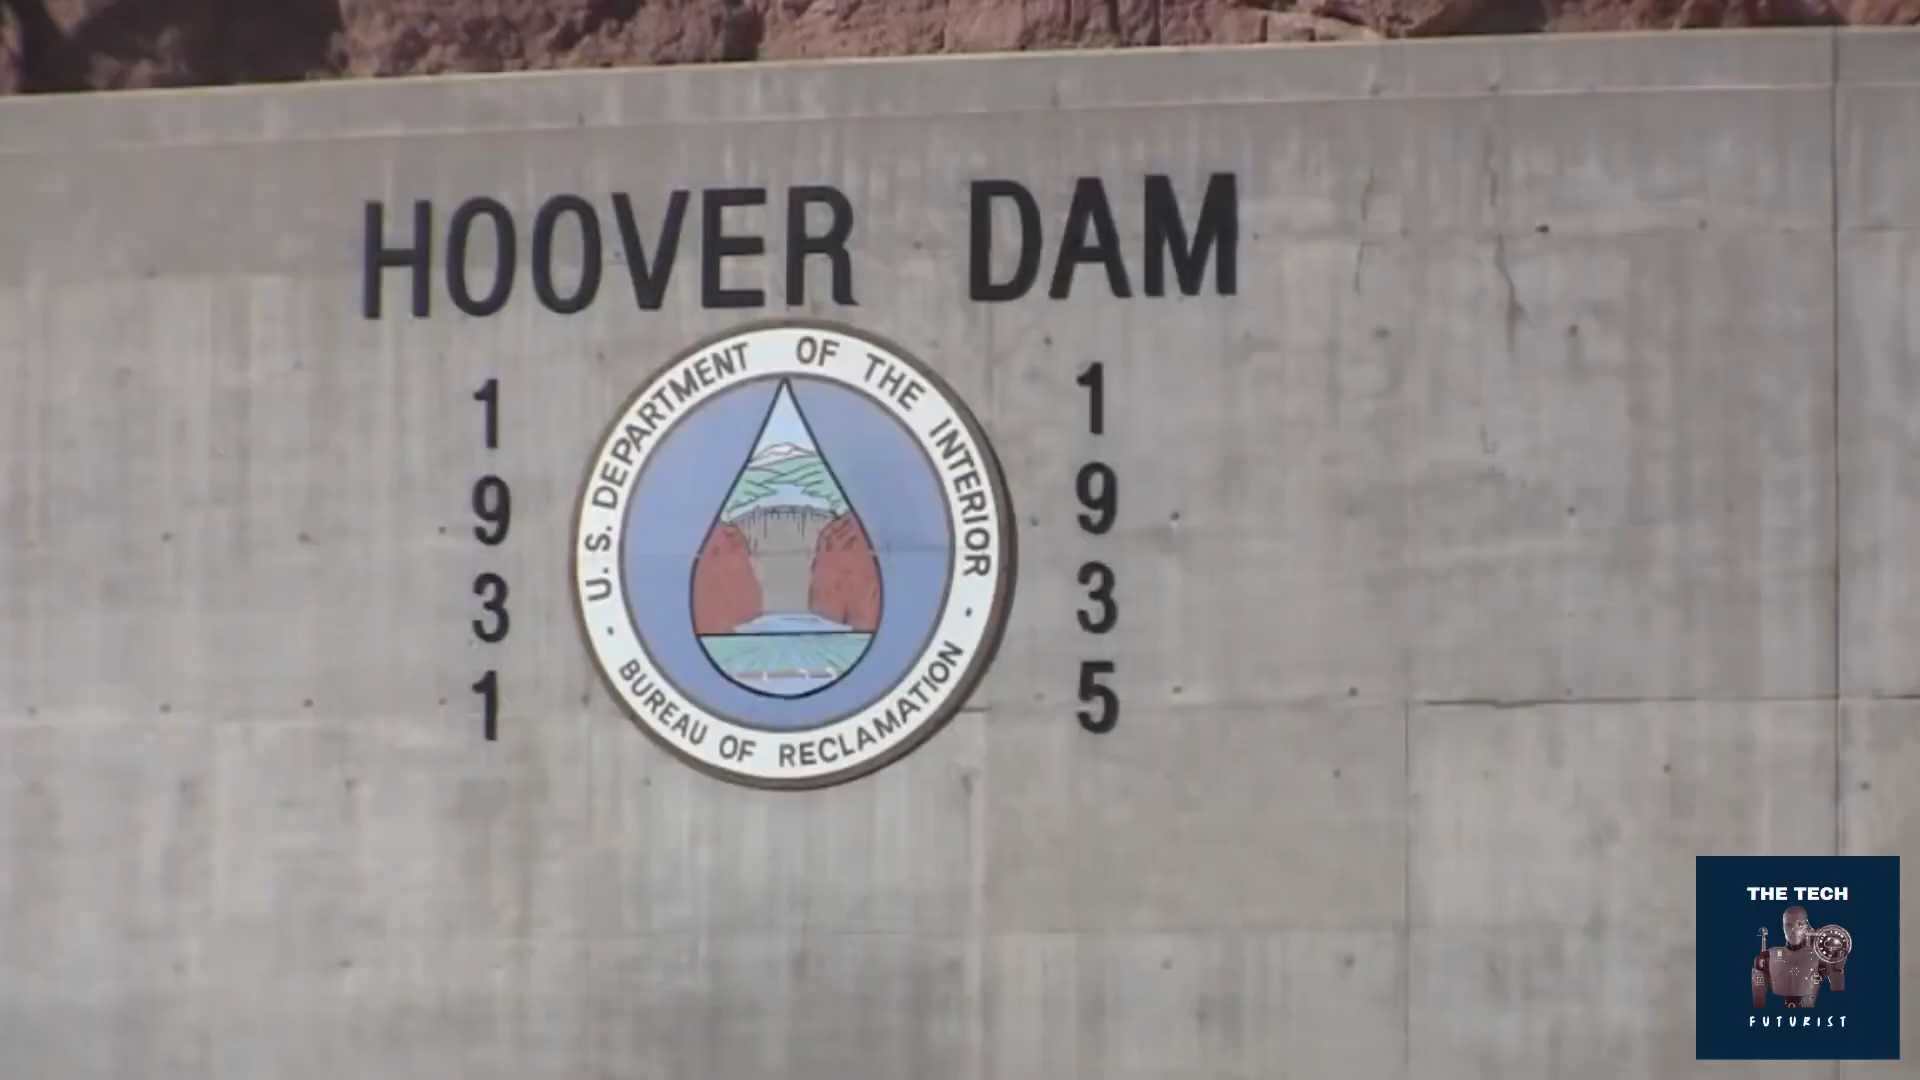 HOOVER DAM
1
9
3
1
U.S. DEPARTMENT OF THE INTERIOR
· BUREAU OF RECLAMATION ·
1
9
3
5
THE TECH
FUTURIST